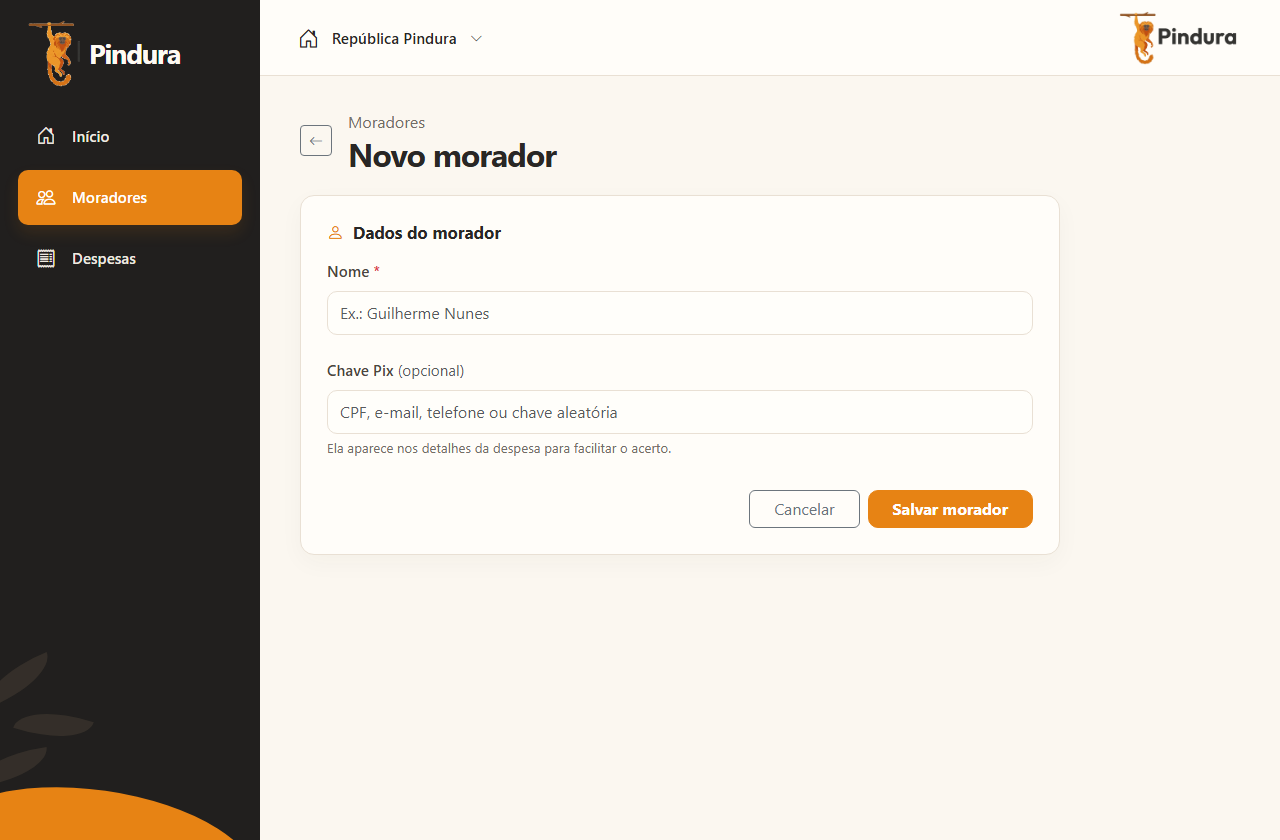 Pindura
Início
Moradores
Despesas
República Pindura
Pindura
Moradores
Novo morador
Dados do morador
Nome *
Ex.: Guilherme Nunes
Chave Pix (opcional)
CPF, e-mail, telefone ou chave aleatória
Ela aparece nos detalhes da despesa para facilitar o acerto.
Cancelar
Salvar morador